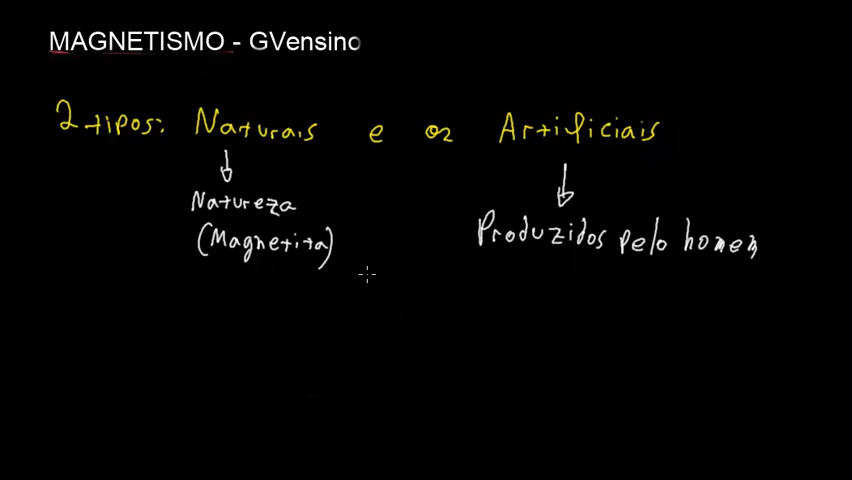 MAGNETISMO - GVensino
2 tipos: Naturais e os Artificiais
Natureza
(Magnetita)
Produzidos pelo homem